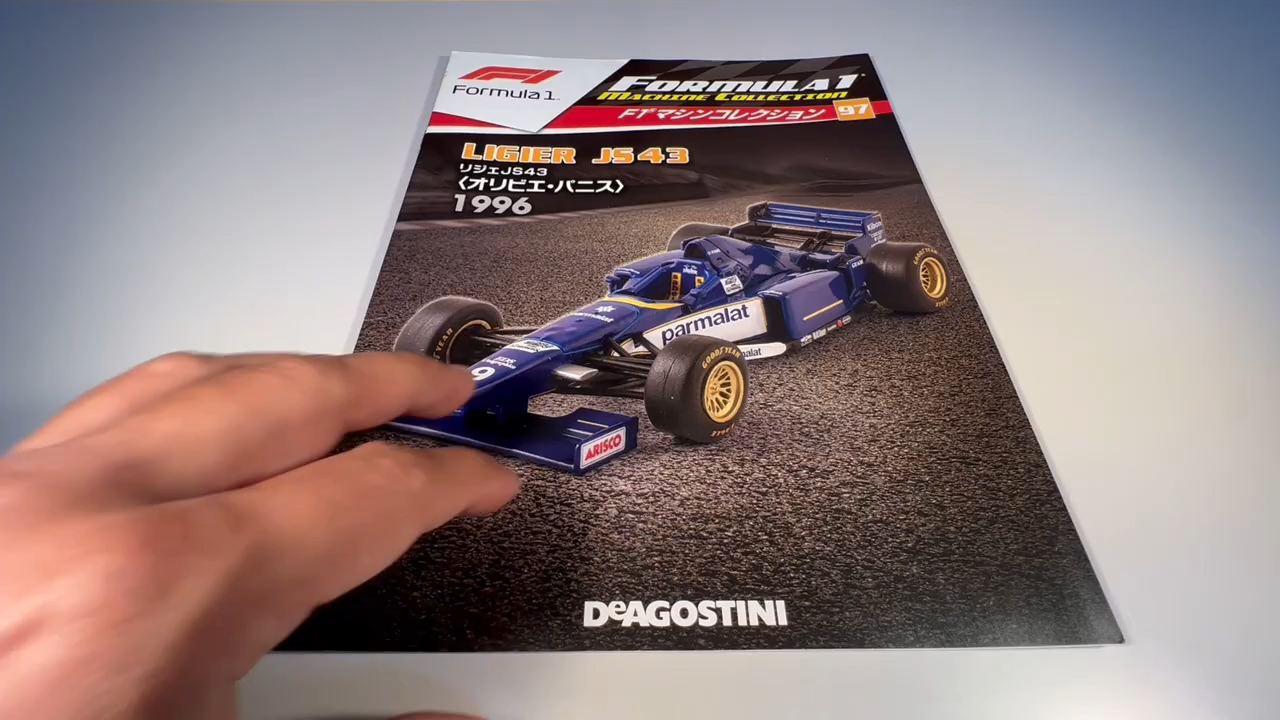 Formula 1
FORMULA 1
MACHINE COLLECTION
F1マシンコレクション 97
LIGIER JS43
リジェJS43
〈オリビエ・パニス〉
1996
parmalat
GOODYEAR
9
ARISCO
DeAGOSTINI